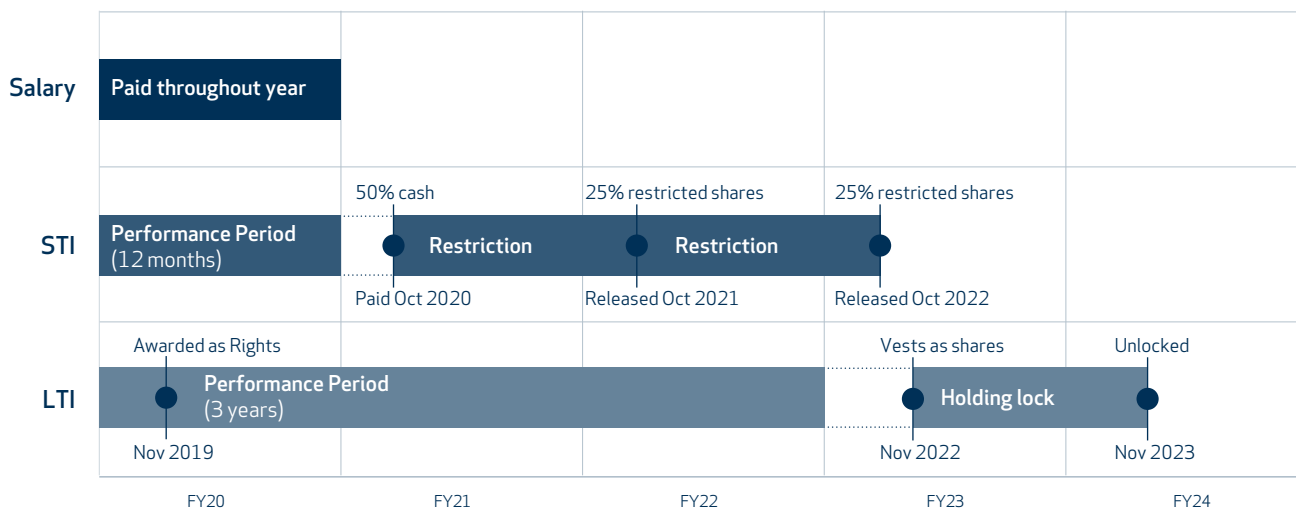 Salary
Paid throughout year
50% cash
25% restricted shares
25% restricted shares
STI
Performance Period
(12 months)
Restriction
Restriction
Paid Oct 2020
Released Oct 2021
Released Oct 2022
Awarded as Rights
Vests as shares
Unlocked
LTI
Performance Period
(3 years)
Holding lock
Nov 2019
Nov 2022
Nov 2023
FY20
FY21
FY22
FY23
FY24